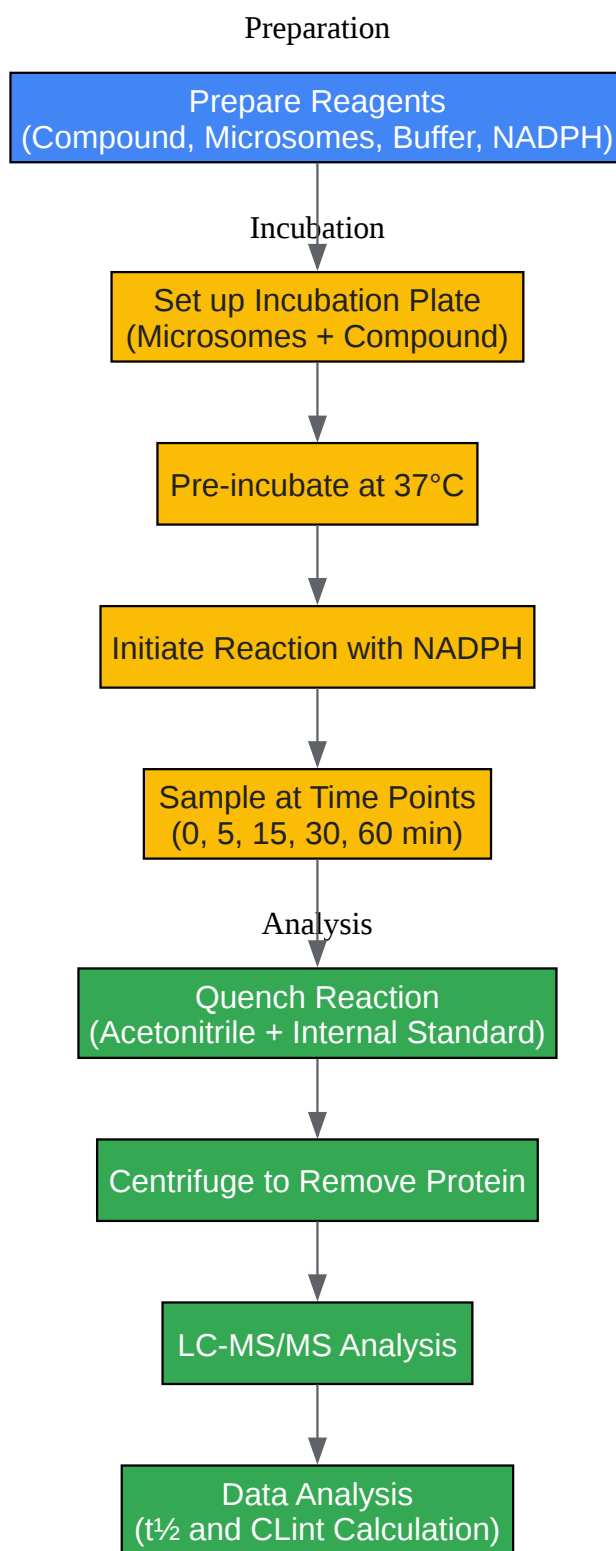 Preparation
Prepare Reagents
(Compound, Microsomes, Buffer, NADPH)
Incubation
Set up Incubation Plate
(Microsomes + Compound)
Pre-incubate at 37°C
Initiate Reaction with NADPH
Sample at Time Points
(0, 5, 15, 30, 60 min)
Analysis
Quench Reaction
(Acetonitrile + Internal Standard)
Centrifuge to Remove Protein
LC-MS/MS Analysis
Data Analysis
(t½ and CLint Calculation)